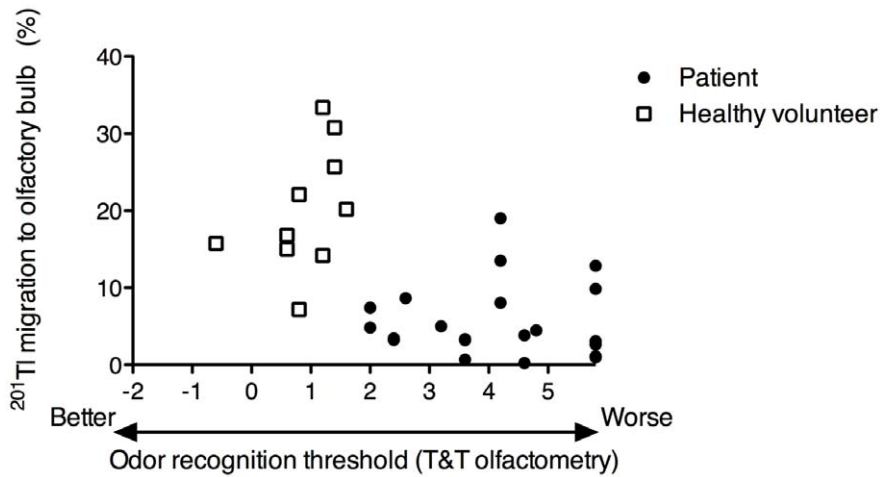 201Tl migration to olfactory bulb (%)
40
30
20
10
0
-2 -1 0 1 2 3 4 5
Better Worse
Odor recognition threshold (T&T olfactometry)
Patient
Healthy volunteer